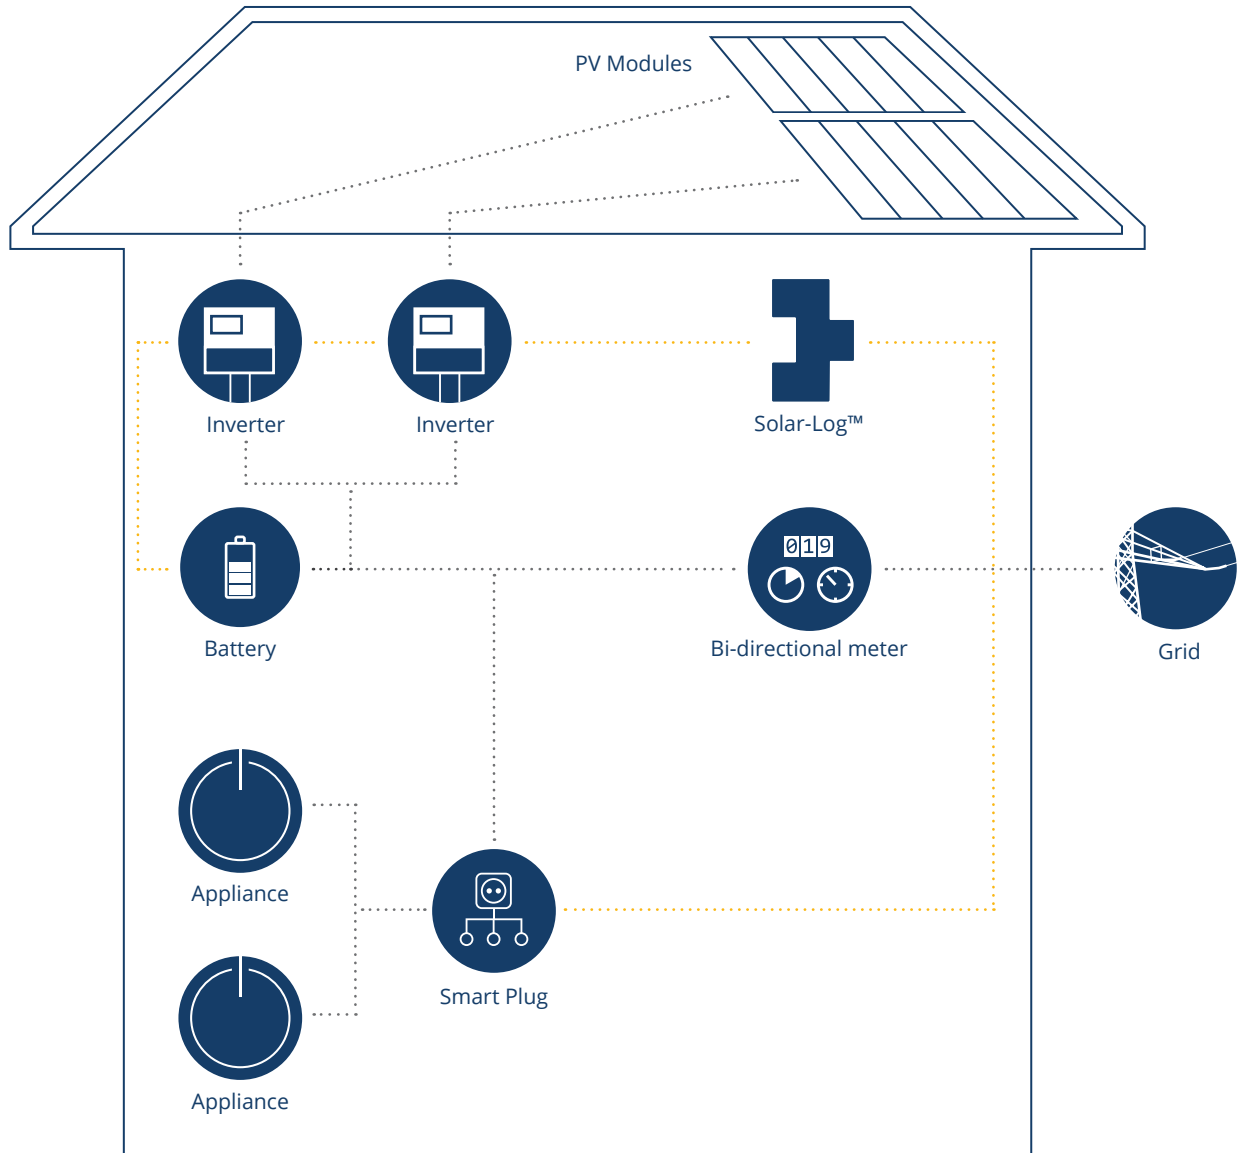 PV Modules
Inverter
Inverter
Solar-Log™
019
Battery
Bi-directional meter
Grid
Appliance
Smart Plug
Appliance